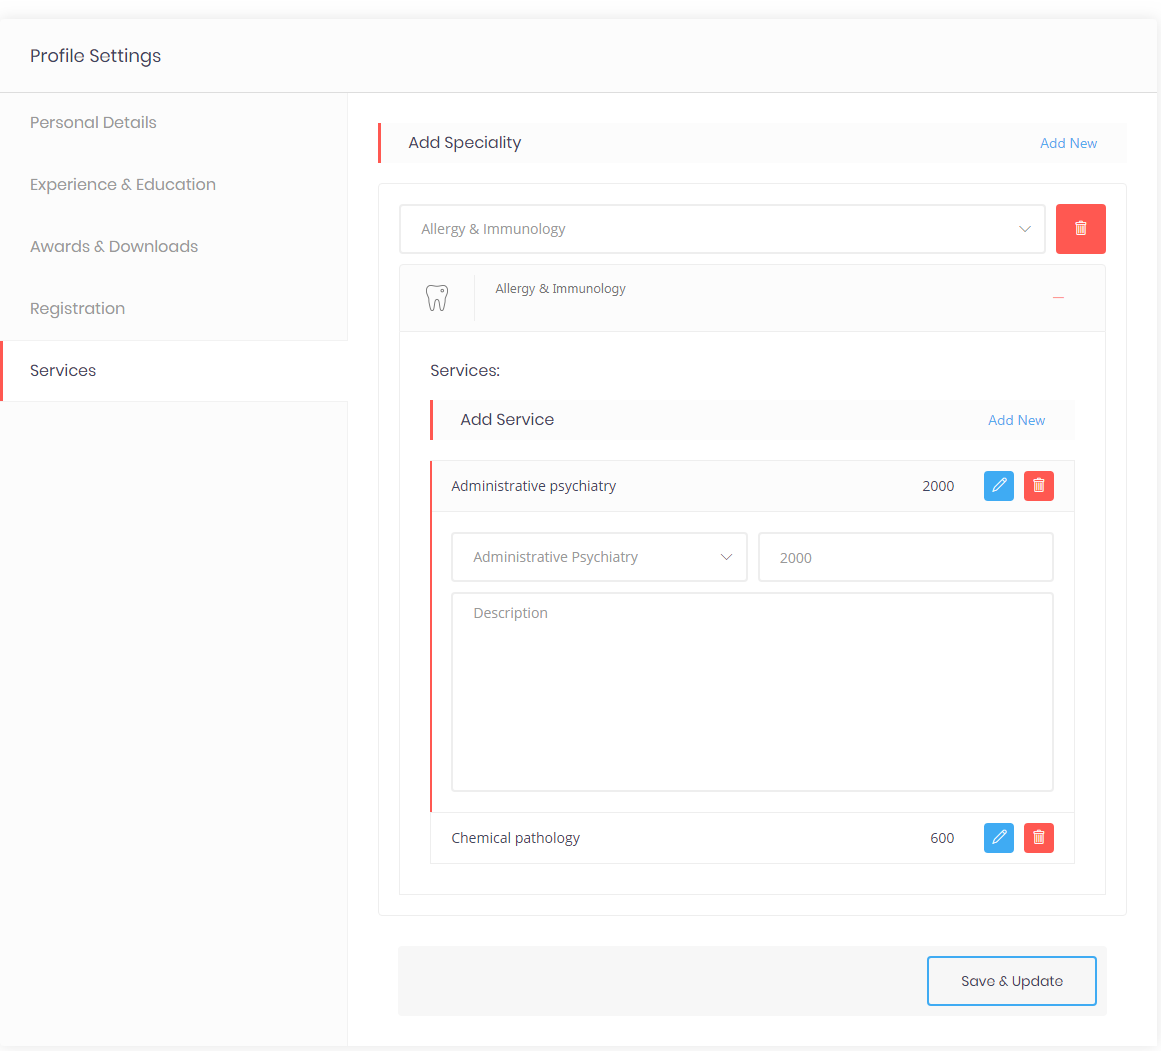 Profile Settings
Personal Details
Experience & Education
Awards & Downloads
Registration
Services
Add Speciality
Add New
Allergy & Immunology
Allergy & Immunology
Services:
Add Service
Add New
Administrative psychiatry
2000
Administrative Psychiatry
2000
Description
Chemical pathology
600
Save & Update